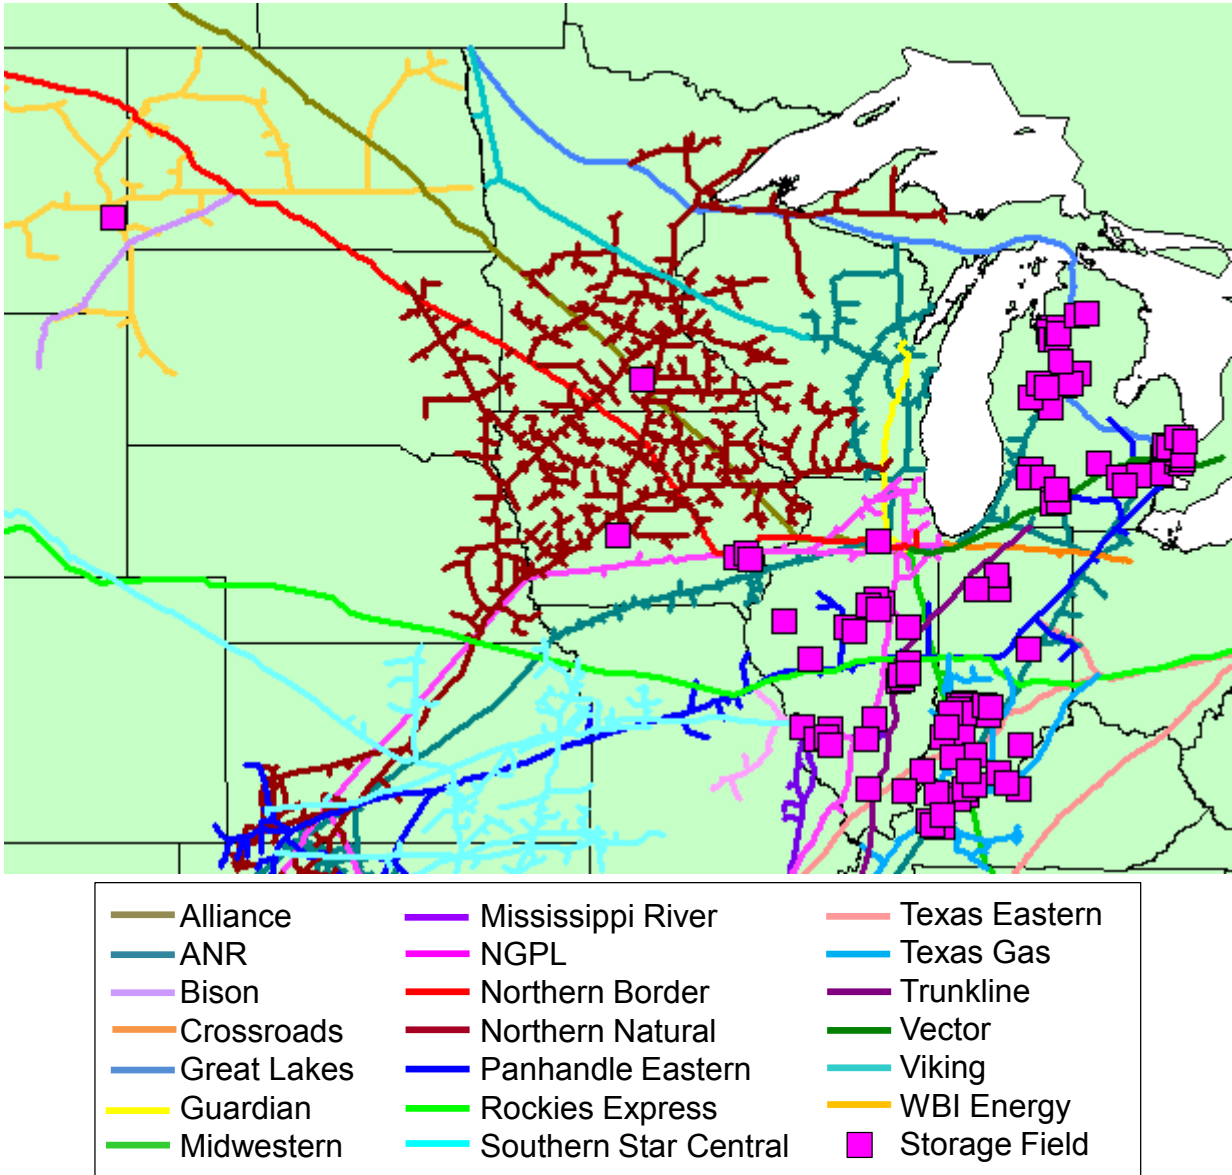 Alliance
ANR
Bison
Crossroads
Great Lakes
Guardian
Midwestern
Mississippi River
NGPL
Northern Border
Northern Natural
Panhandle Eastern
Rockies Express
Southern Star Central
Texas Eastern
Texas Gas
Trunkline
Vector
Viking
WBI Energy
Storage Field